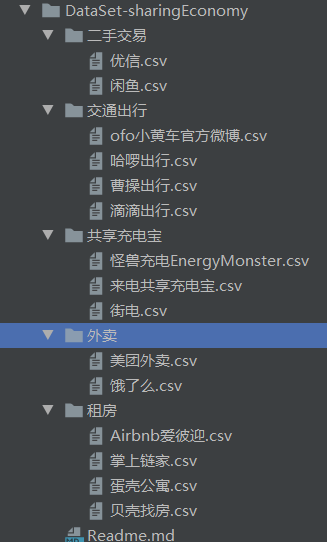 DataSet-sharingEconomy
二手交易
优信.csv
闲鱼.csv
交通出行
ofo小黄车官方微博.csv
哈啰出行.csv
曹操出行.csv
滴滴出行.csv
共享充电宝
怪兽充电EnergyMonster.csv
来电共享充电宝.csv
街电.csv
外卖
美团外卖.csv
饿了么.csv
租房
Airbnb爱彼迎.csv
掌上链家.csv
蛋壳公寓.csv
贝壳找房.csv
Readme.md